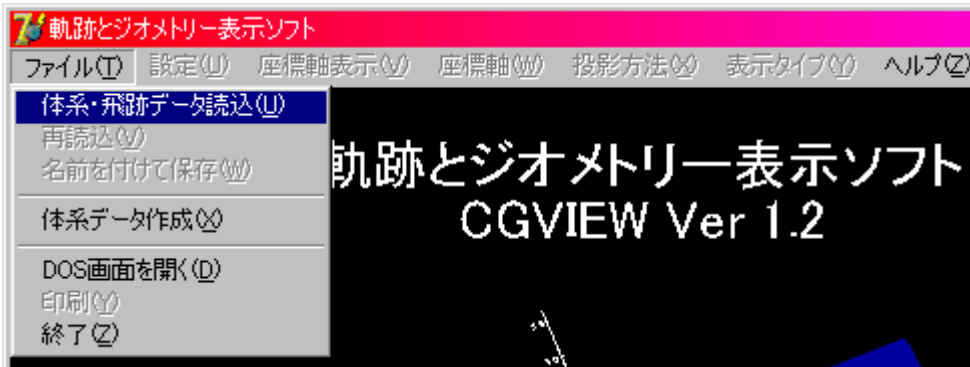 軌跡とジオメトリー表示ソフト
ファイル(T) 設定(U) 座標軸表示(V) 座標軸(W) 投影方法(X) 表示タイプ(Y) ヘルプ(Z)
体系・飛跡データ読込(U)
再読込(V)
名前を付けて保存(W)
体系データ作成(X)
DOS画面を開く(D)
印刷(Y)
終了(Z)
軌跡とジオメトリー表示ソフト
CGVIEW Ver 1.2